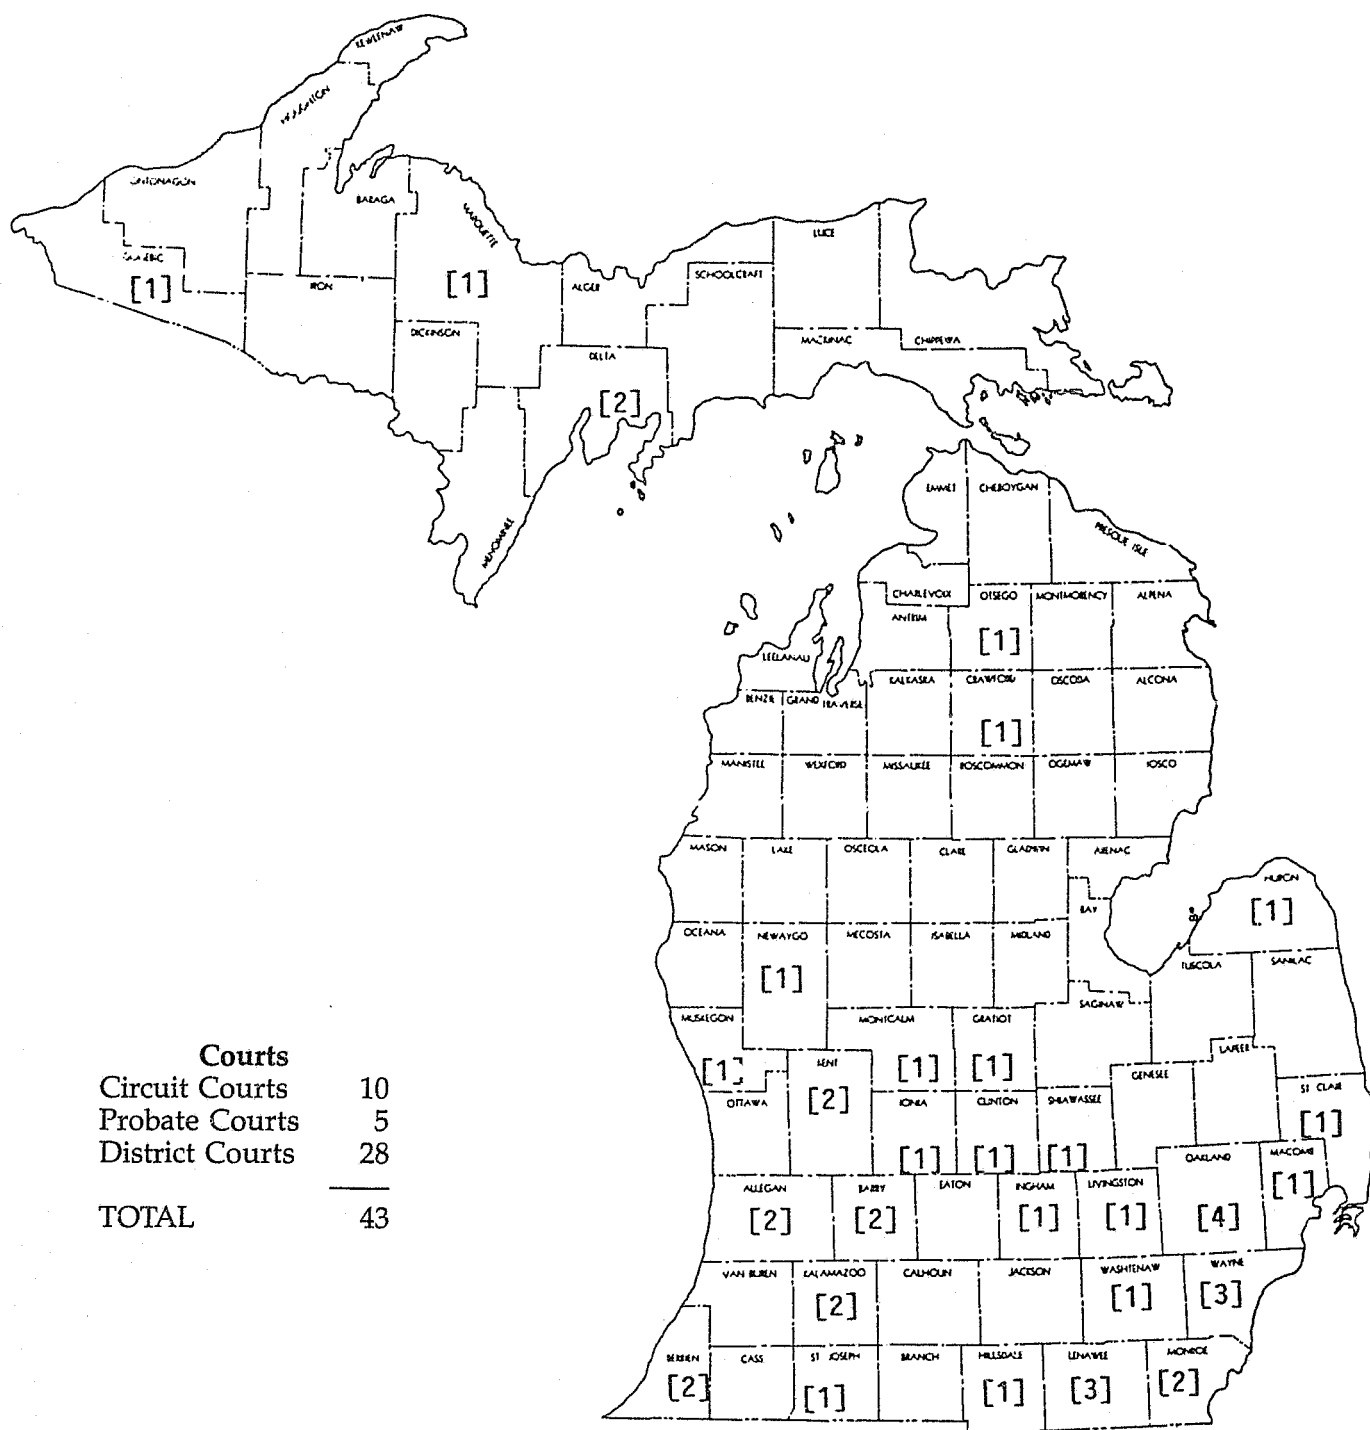 KEWEENAW
HOUGHTON
ONTONAGON
BARAGA
MARQUETTE
LUCE
GOGEBIC
[1]
IRON
[1]
ALGER
SCHOOLCRAFT
DICKINSON
MACKINAC
CHIPPEWA
DELTA
[2]
MENOMINEE
EMMET
CHEBOYGAN
PRESQUE ISLE
CHARLEVOIX
OTSEGO
MONTMORENCY
ALPENA
ANTRIM
[1]
LEELANAU
KALKASKA
CRAWFORD
OSCODA
ALCONA
BENZIE
GRAND TRAVERSE
[1]
MANISTEE
WEXFORD
MISSAUKEE
ROSCOMMON
OGEMAW
IOSCO
MASON
LAKE
OSCEOLA
CLARE
GLADWIN
ARENAC
HURON
[1]
BAY
OCEANA
NEWAYGO
MECOSTA
ISABELLA
MIDLAND
[1]
TUSCOLA
SANILAC
SAGINAW
MUSKEGON
MONTCALM
GRATIOT
[1]
KENT
[1]
[1]
LAPEER
GENESEE
Courts
Circuit Courts 10
Probate Courts 5
District Courts 28
TOTAL 43
OTTAWA
[2]
IONIA
CLINTON
SHIAWASSEE
ST CLAIR
[1]
[1]
[1]
[1]
OAKLAND
MACOMB
[1]
ALLEGAN
BARRY
EATON
INGHAM
LIVINGSTON
[2]
[2]
[1]
[1]
[4]
VAN BUREN
KALAMAZOO
CALHOUN
JACKSON
WASHTENAW
WAYNE
[2]
[1]
[3]
BERRIEN
CASS
ST JOSEPH
BRANCH
HILLSDALE
LENAWEE
MONROE
[2]
[1]
[1]
[3]
[2]